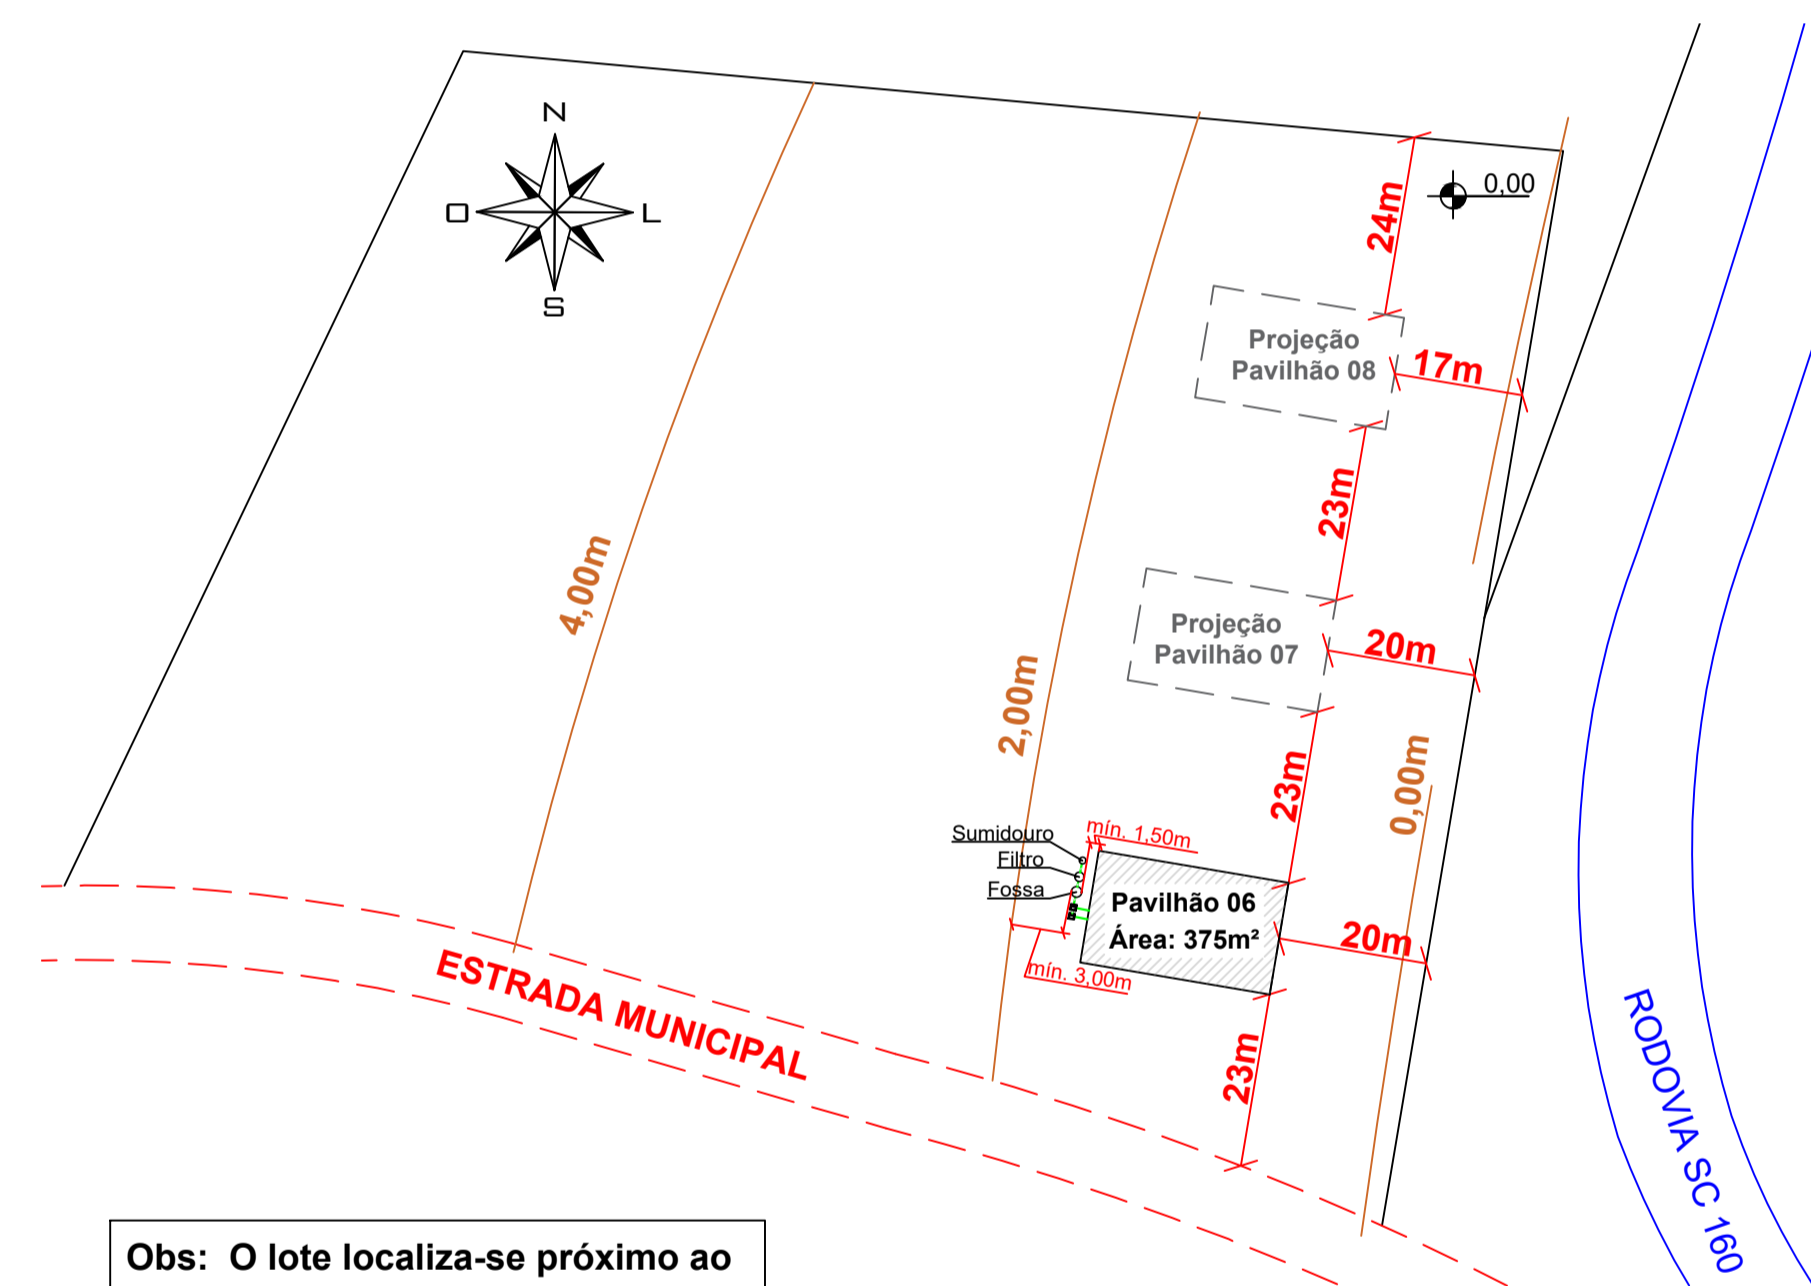 N
O
L
S
0,00
24m
Projeção
Pavilhão 08
17m
23m
4,00m
Projeção
Pavilhão 07
20m
2,00m
23m
0,00m
Sumidouro
mín. 1,50m
Filtro
Fossa
Pavilhão 06
Área: 375m²
20m
mín. 3,00m
ESTRADA MUNICIPAL
23m
RODOVIA SC 160
Obs: O lote localiza-se próximo ao